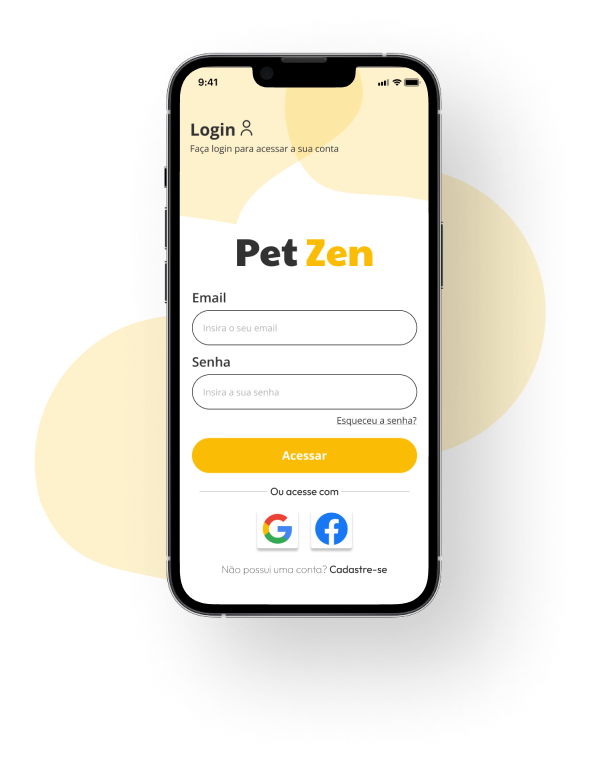 9:41
Login
Faça login para acessar a sua conta
Pet Zen
Email
Insira o seu email
Senha
Insira a sua senha
Esqueceu a senha?
Acessar
Ou acesse com
Não possui uma conta? Cadastre-se